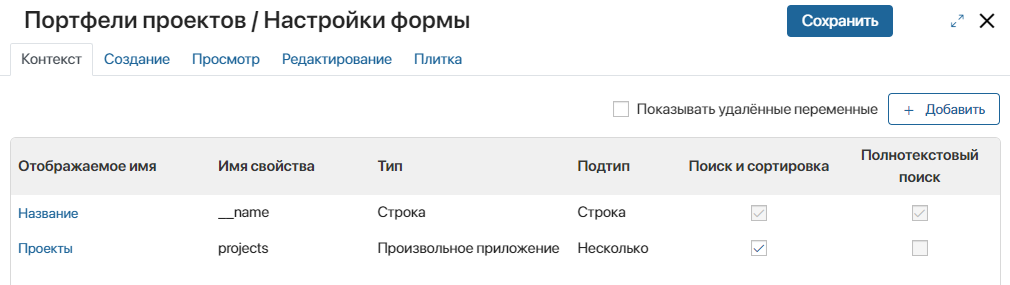 Портфели проектов / Настройки формы
Сохранить
Контекст Создание Просмотр Редактирование Плитка
Показывать удалённые переменные
+ Добавить
Отображаемое имя Имя свойства Тип Подтип Поиск и сортировка Полнотекстовый
поиск
Название __name Строка Строка
Проекты projects Произвольное приложение Несколько